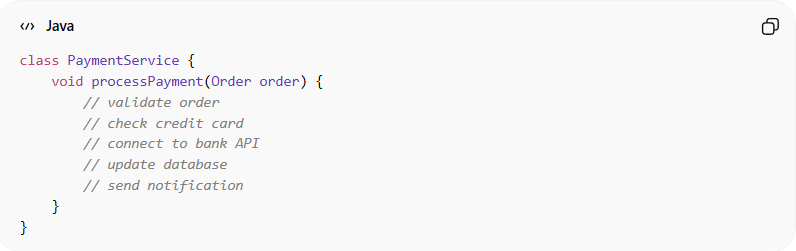 Java
class PaymentService {
    void processPayment(Order order) {
        // validate order
        // check credit card
        // connect to bank API
        // update database
        // send notification
    }
}